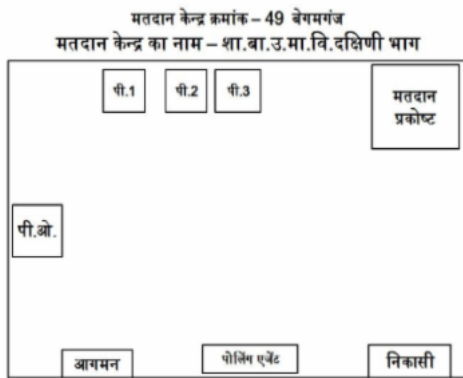 मतदान केन्द्र क्रमांक – 49 बेगमगंज
मतदान केन्द्र का नाम – शा.बा.उ.मा.वि.दक्षिणी भाग
पी.1 पी.2 पी.3
मतदान
प्रकोष्ट
पी.ओ.
आगमन पोलिंग एजेंट निकासी